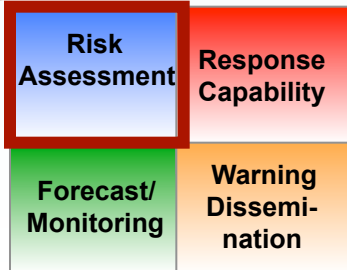 Risk
Assessment
Response
Capability
Forecast/
Monitoring
Warning
Dissemi-
nation